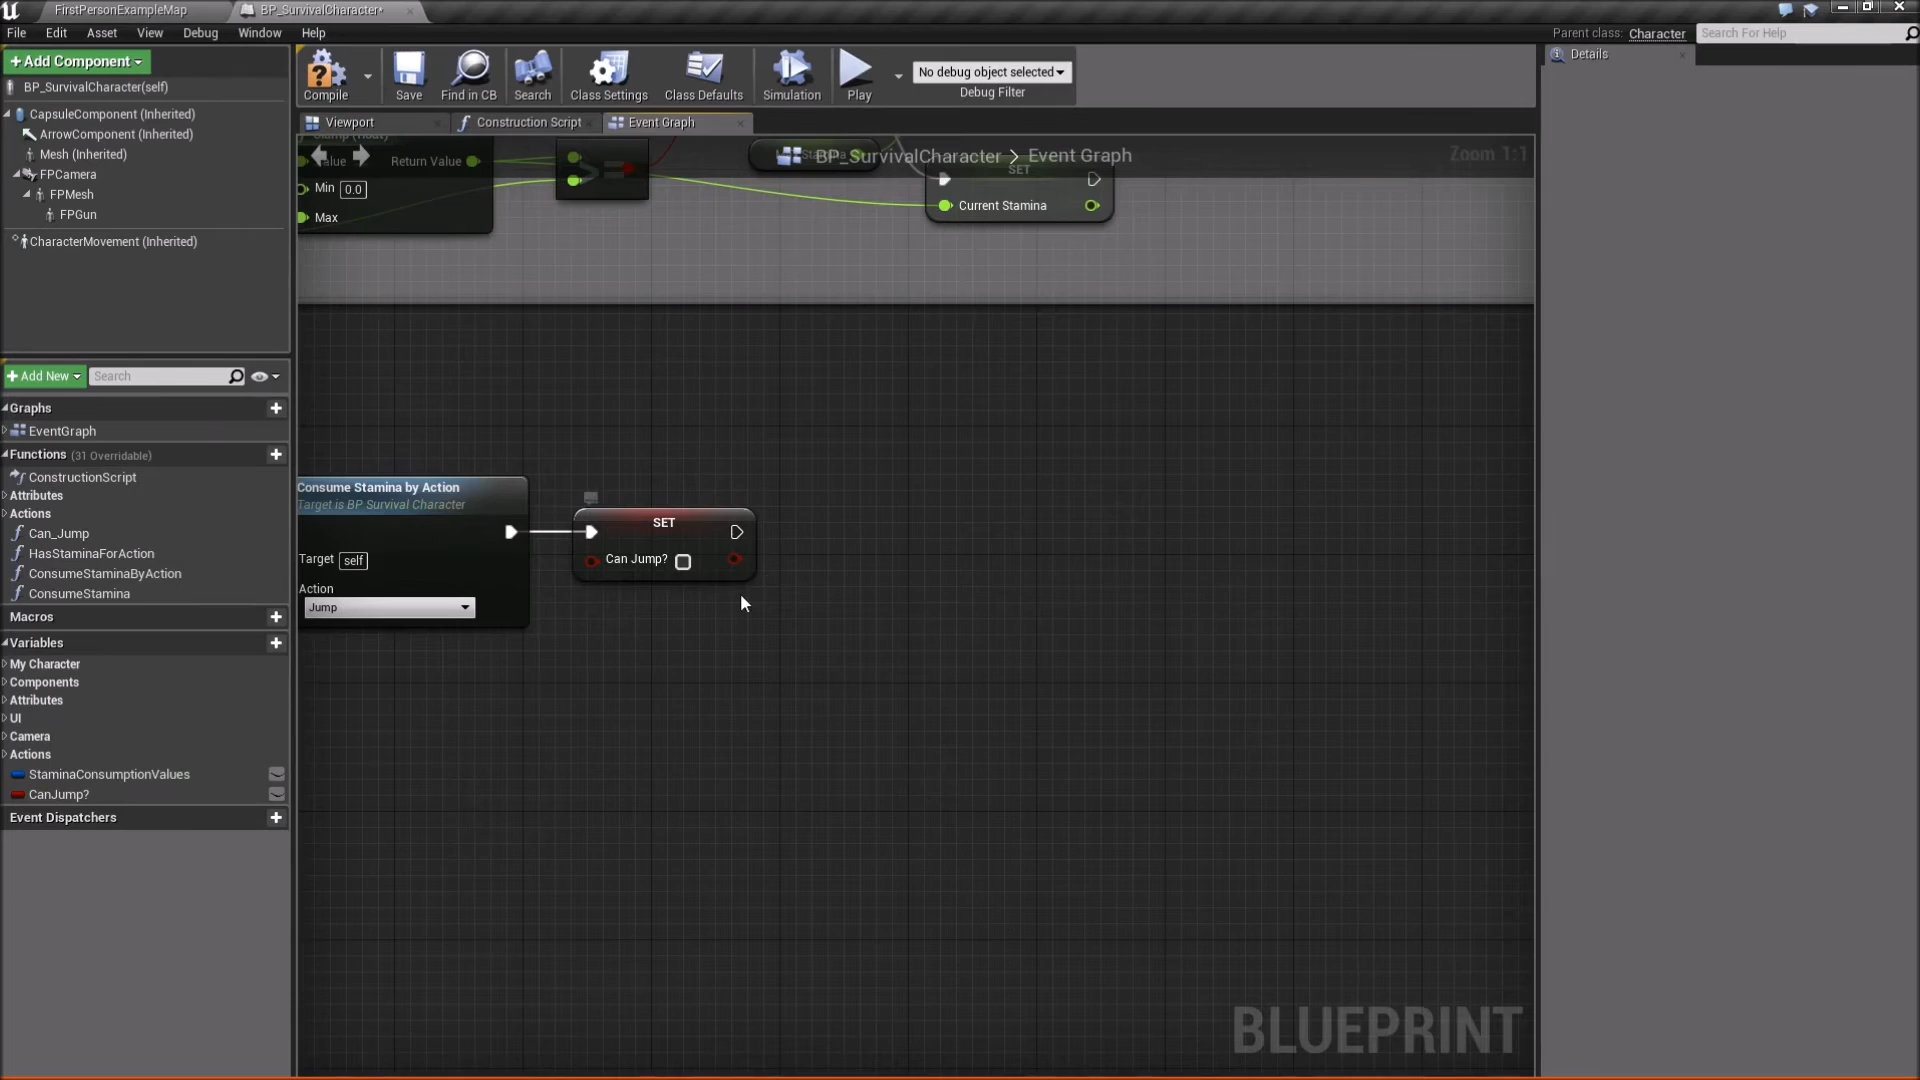 FirstPersonExampleMap
BP_SurvivalCharacter*
File Edit Asset View Debug Window Help
Parent class: Character
Search For Help
+Add Component
BP_SurvivalCharacter(self)
CapsuleComponent (Inherited)
ArrowComponent (Inherited)
Mesh (Inherited)
FPCamera
FPMesh
FPGun
CharacterMovement (Inherited)
Compile
Save
Find in CB
Search
Class Settings
Class Defaults
Simulation
Play
No debug object selected
Debug Filter
Details
Viewport
Construction Script
Event Graph
BP_SurvivalCharacter > Event Graph
Zoom 1:1
Value
Return Value
Min 0.0
Max
>=
SET
Current Stamina
+Add New
Search
Graphs
EventGraph
Functions (31 Overridable)
ConstructionScript
Attributes
Actions
Can_Jump
HasStaminaForAction
ConsumeStaminaByAction
ConsumeStamina
Macros
Variables
My Character
Components
Attributes
UI
Camera
Actions
StaminaConsumptionValues
CanJump?
Event Dispatchers
Consume Stamina by Action
Target is BP Survival Character
Target self
Action
Jump
SET
Can Jump?
BLUEPRINT